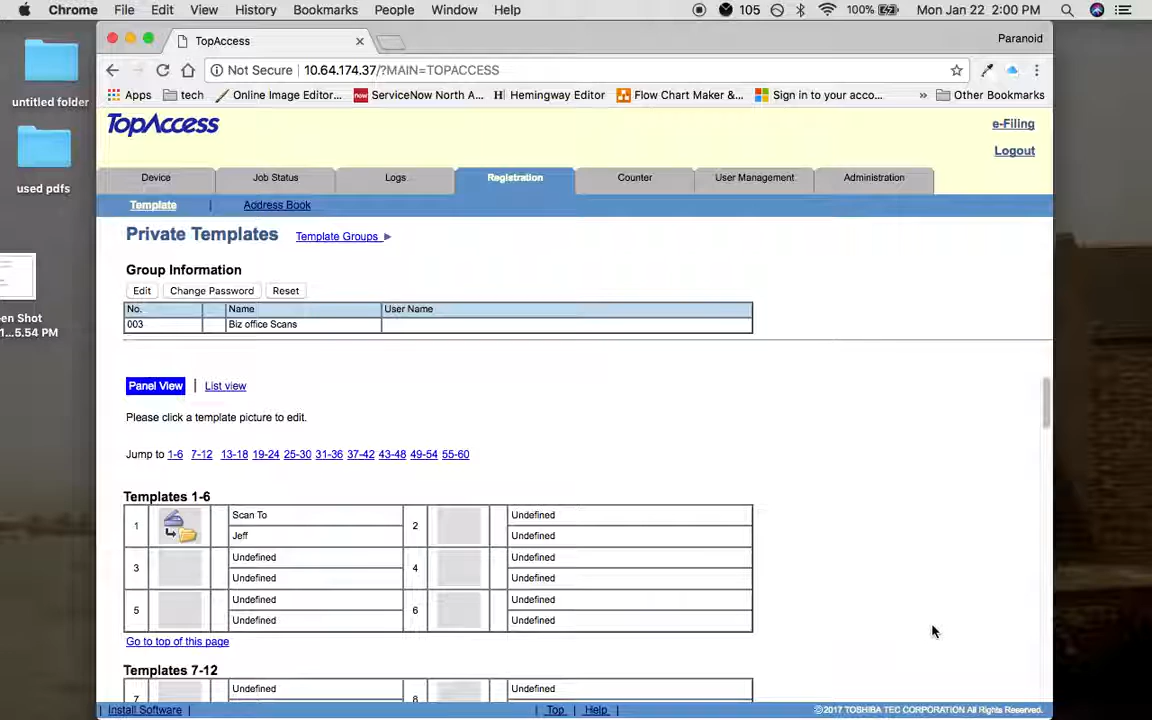 Chrome File Edit View History Bookmarks People Window Help 105 100% Mon Jan 22 2:00 PM
TopAccess
Paranoid
Not Secure 10.64.174.37/?MAIN=TOPACCESS
Apps tech Online Image Editor... now ServiceNow North A... H Hemingway Editor Flow Chart Maker &... Sign in to your acco... » Other Bookmarks
untitled folder
used pdfs
een Shot
1...5.54 PM
TopAccess
e-Filing
Logout
Device Job Status Logs Registration Counter User Management Administration
Template | Address Book
Private Templates Template Groups
Group Information
Edit Change Password Reset
No. Name User Name
003 Biz office Scans
Panel View | List view
Please click a template picture to edit.
Jump to 1-6 7-12 13-18 19-24 25-30 31-36 37-42 43-48 49-54 55-60
Templates 1-6
1 Scan To 2 Undefined
Jeff Undefined
3 Undefined 4 Undefined
Undefined Undefined
5 Undefined 6 Undefined
Undefined Undefined
Go to top of this page
Templates 7-12
7 Undefined 8 Undefined
| Install Software | | Top | Help | ©2017 TOSHIBA TEC CORPORATION All Rights Reserved.